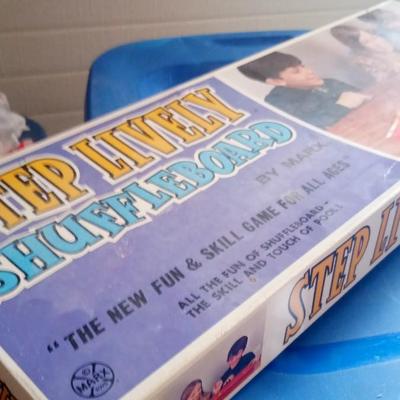 STEP LIVELY
SHUFFLEBOARD
BY MARX
"THE NEW FUN & SKILL GAME FOR ALL AGES"
ALL THE FUN OF SHUFFLEBOARD-
THE SKILL AND TOUCH OF POOL!
MARX
STEP LI